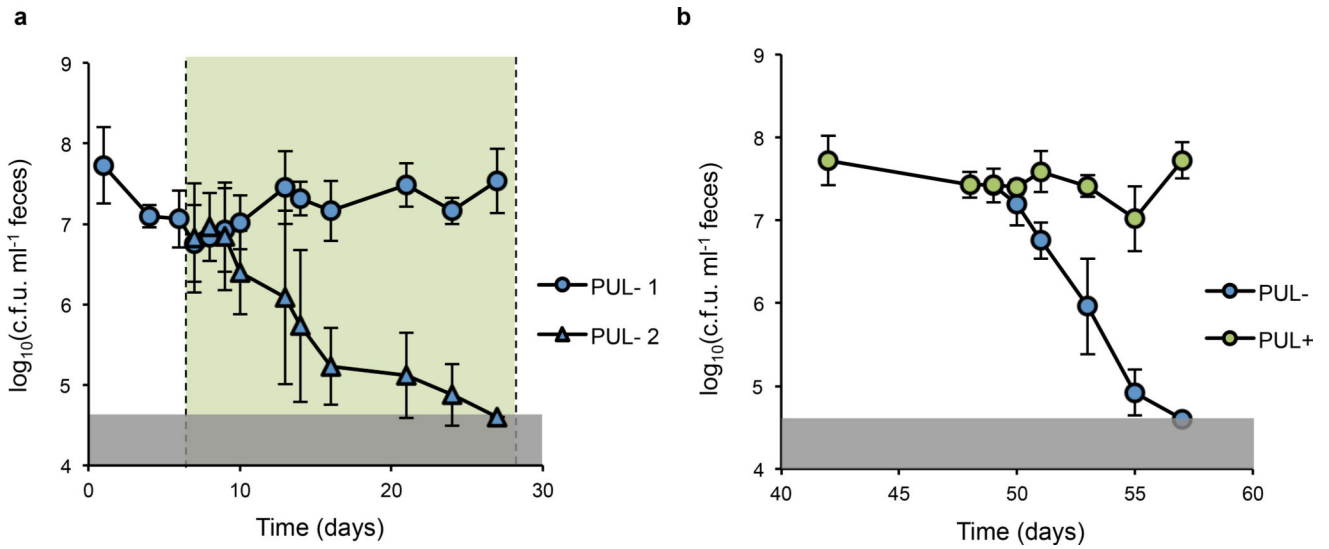 a
9
8
7
6
5
4
log10(c.f.u. ml-1 feces)
0 10 20 30
Time (days)
PUL- 1
PUL- 2
b
9
8
7
6
5
4
log10(c.f.u. ml-1 feces)
40 45 50 55 60
Time (days)
PUL-
PUL+